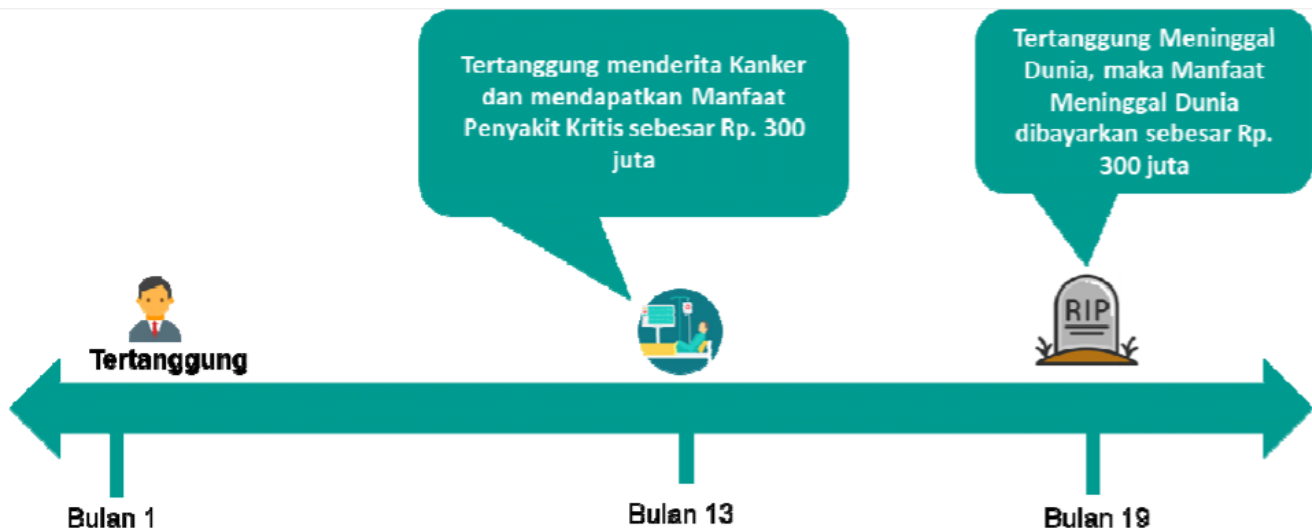 Tertanggung menderita Kanker
dan mendapatkan Manfaat
Penyakit Kritis sebesar Rp. 300
juta
Tertanggung Meninggal
Dunia, maka Manfaat
Meninggal Dunia
dibayarkan sebesar Rp.
300 juta
RIP
Tertanggung
Bulan 1
Bulan 13
Bulan 19